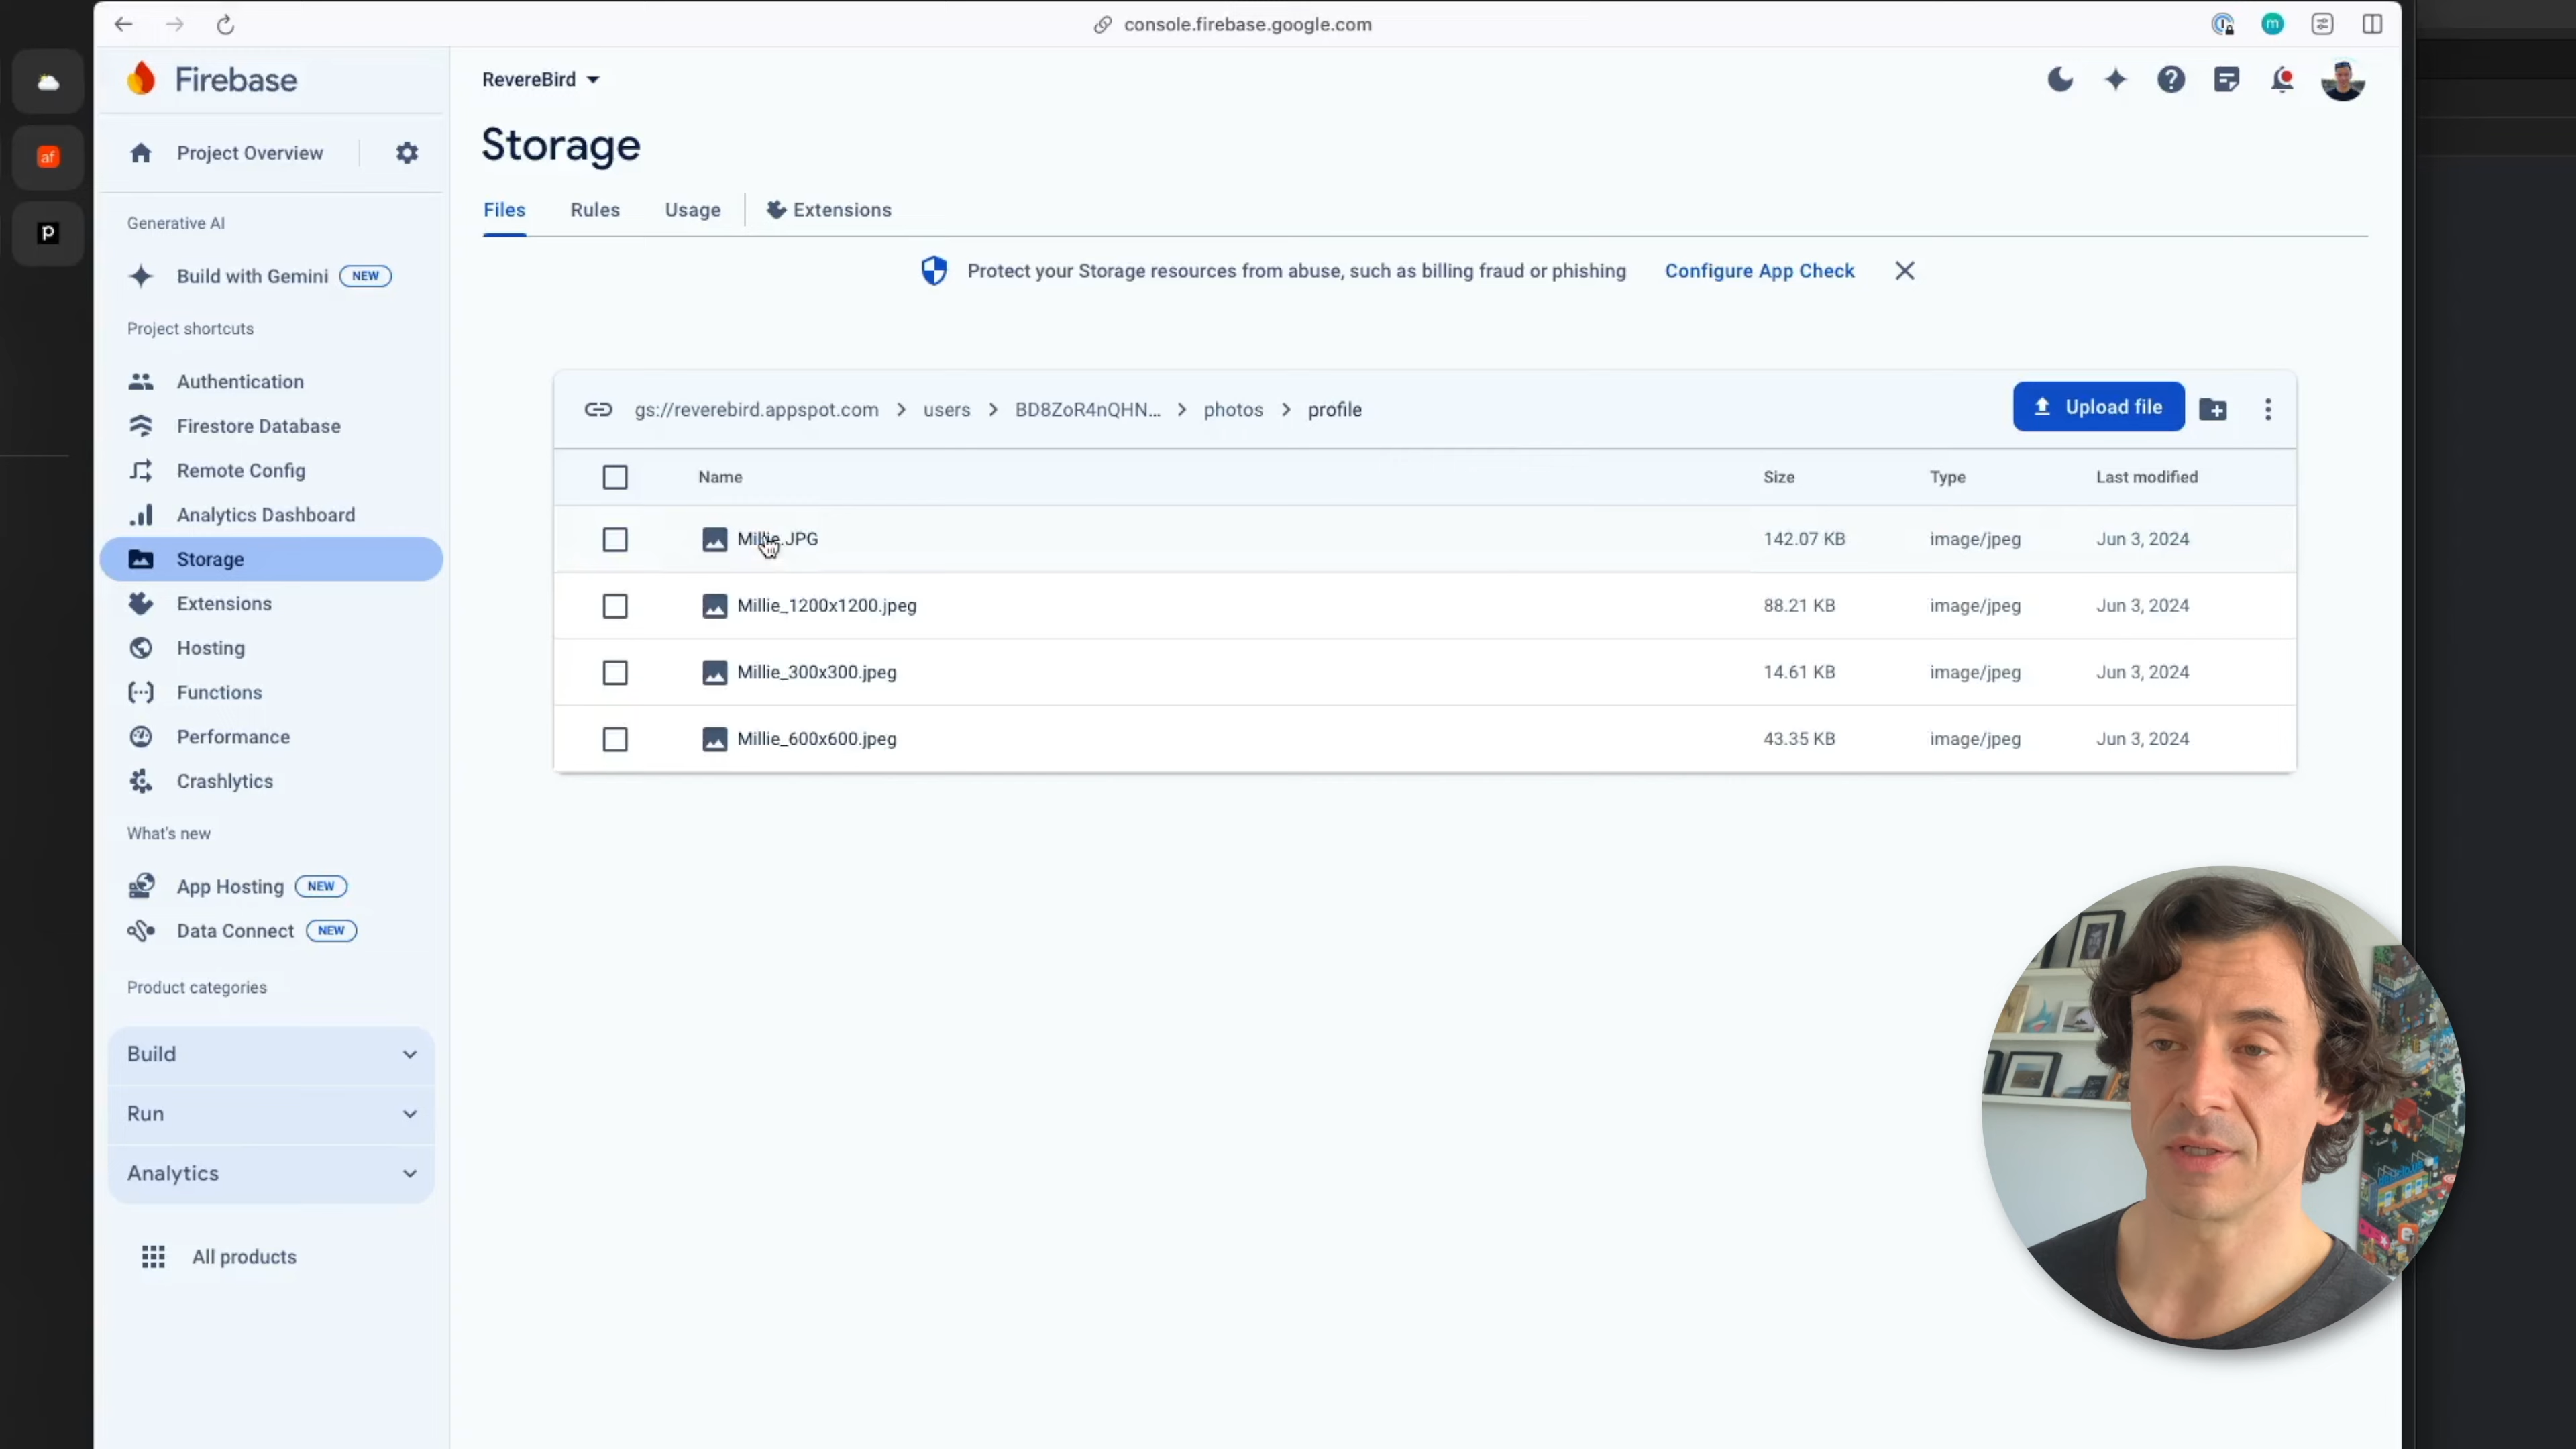 console.firebase.google.com
m
af
p
Firebase
Project Overview
Generative AI
Build with Gemini NEW
Project shortcuts
Authentication
Firestore Database
Remote Config
Analytics Dashboard
Storage
Extensions
Hosting
Functions
Performance
Crashlytics
What's new
App Hosting NEW
Data Connect NEW
Product categories
Build
Run
Analytics
All products
RevereBird
Storage
Files Rules Usage Extensions
Protect your Storage resources from abuse, such as billing fraud or phishing Configure App Check
gs://reverebird.appspot.com > users > BD8ZoR4nQHN... > photos > profile Upload file
Name Size Type Last modified
Millie.JPG 142.07 KB image/jpeg Jun 3, 2024
Millie_1200x1200.jpeg 88.21 KB image/jpeg Jun 3, 2024
Millie_300x300.jpeg 14.61 KB image/jpeg Jun 3, 2024
Millie_600x600.jpeg 43.35 KB image/jpeg Jun 3, 2024